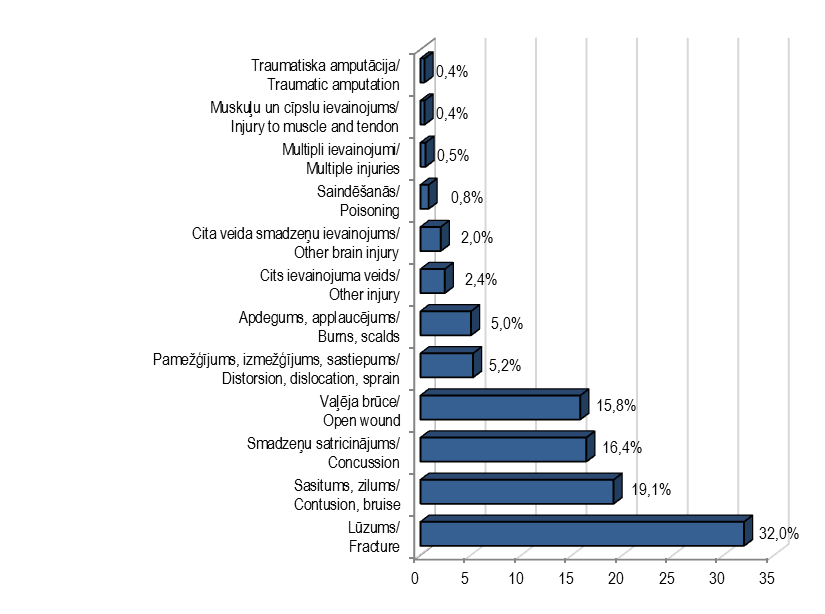 Traumatiska amputācija/
Traumatic amputation
0,4%
Muskuļu un cīpslu ievainojums/
Injury to muscle and tendon
0,4%
Multipli ievainojumi/
Multiple injuries
0,5%
Saindēšanās/
Poisoning
0,8%
Cita veida smadzeņu ievainojums/
Other brain injury
2,0%
Cits ievainojuma veids/
Other injury
2,4%
Apdegums, applaucējums/
Burns, scalds
5,0%
Pamežģījums, izmežģījums, sastiepums/
Distorsion, dislocation, sprain
5,2%
Vaļēja brūce/
Open wound
15,8%
Smadzeņu satricinājums/
Concussion
16,4%
Sasitums, zilums/
Contusion, bruise
19,1%
Lūzums/
Fracture
32,0%
0 5 10 15 20 25 30 35